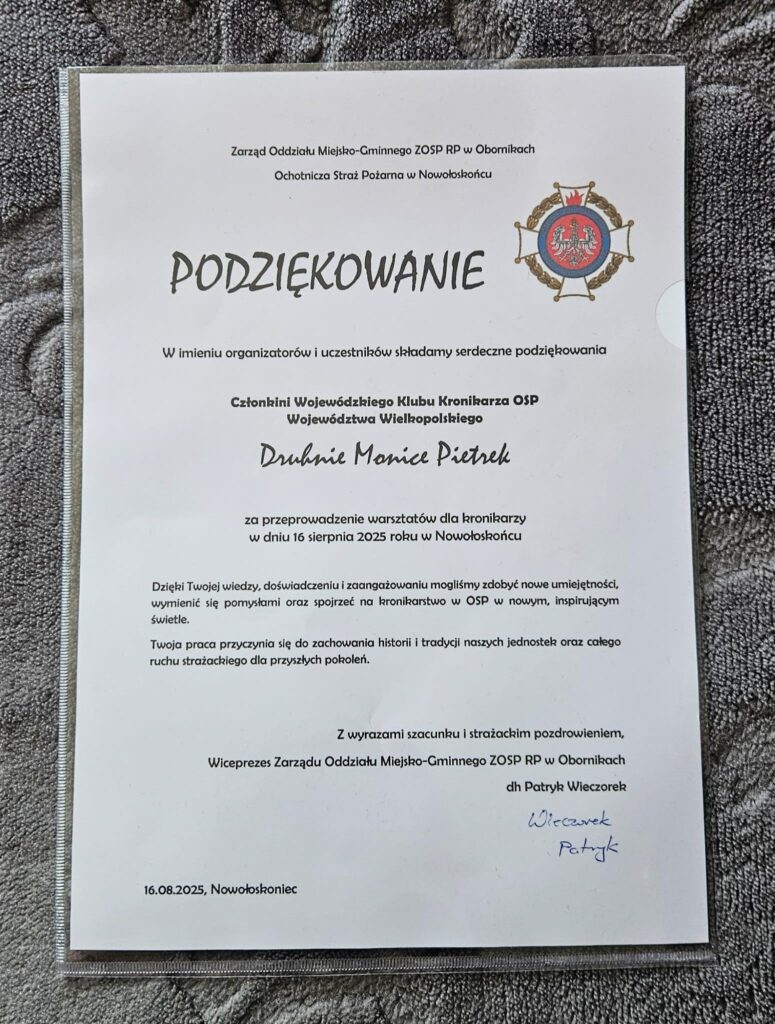 Zarząd Oddziału Miejsko-Gminnego ZOSP RP w Obornikach
Ochotnicza Straż Pożarna w Nowołoskońcu
PODZIĘKOWANIE
W imieniu organizatorów i uczestników składamy serdeczne podziękowania
Członkini Wojewódzkiego Klubu Kronikarza OSP
Województwa Wielkopolskiego
Druhnie Monice Pietrek
za przeprowadzenie warsztatów dla kronikarzy
w dniu 16 sierpnia 2025 roku w Nowołoskońcu
Dzięki Twojej wiedzy, doświadczeniu i zaangażowaniu mogliśmy zdobyć nowe umiejętności,
wymienić się pomysłami oraz spojrzeć na kronikarstwo w OSP w nowym, inspirującym
świetle.
Twoja praca przyczynia się do zachowania historii i tradycji naszych jednostek oraz całego
ruchu strażackiego dla przyszłych pokoleń.
Z wyrazami szacunku i strażackim pozdrowieniem,
Wiceprezes Zarządu Oddziału Miejsko-Gminnego ZOSP RP w Obornikach
dh Patryk Wieczorek
Wieczorek
Patryk
16.08.2025, Nowołoskoniec